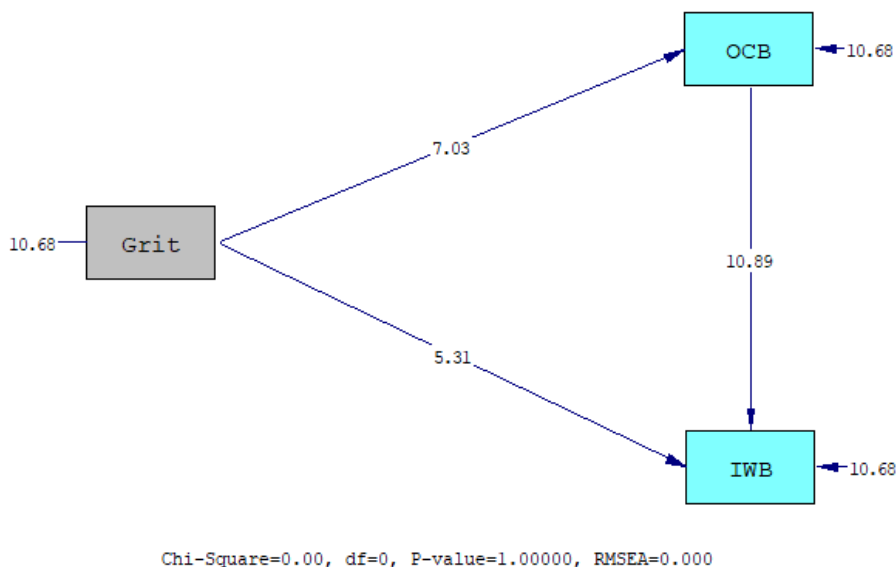 OCB
10.68
7.03
10.68
Grit
10.89
5.31
IWB
10.68
Chi-Square=0.00, df=0, P-value=1.00000, RMSEA=0.000